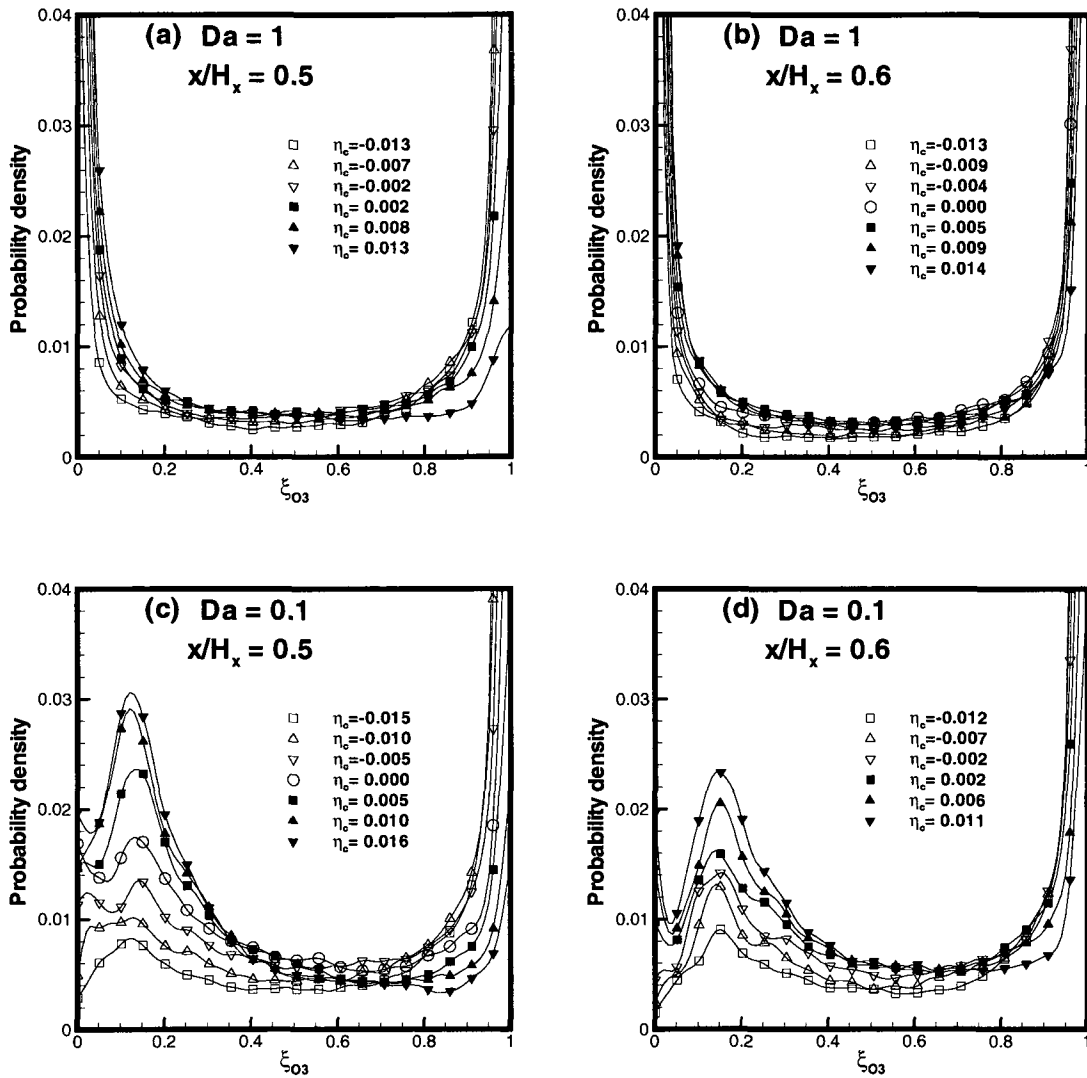 (a) Da = 1
x/Hx = 0.5
ηc=-0.013
ηc=-0.007
ηc=-0.002
ηc= 0.002
ηc= 0.008
ηc= 0.013
Probability density
0.04
0.03
0.02
0.01
0
0 0.2 0.4 0.6 0.8 1
ξO3
(b) Da = 1
x/Hx = 0.6
ηc=-0.013
ηc=-0.009
ηc=-0.004
ηc= 0.000
ηc= 0.005
ηc= 0.009
ηc= 0.014
Probability density
0.04
0.03
0.02
0.01
0
0 0.2 0.4 0.6 0.8 1
ξO3
(c) Da = 0.1
x/Hx = 0.5
ηc=-0.015
ηc=-0.010
ηc=-0.005
ηc= 0.000
ηc= 0.005
ηc= 0.010
ηc= 0.016
Probability density
0.04
0.03
0.02
0.01
0
0 0.2 0.4 0.6 0.8 1
ξO3
(d) Da = 0.1
x/Hx = 0.6
ηc=-0.012
ηc=-0.007
ηc=-0.002
ηc= 0.002
ηc= 0.006
ηc= 0.011
Probability density
0.04
0.03
0.02
0.01
0
0 0.2 0.4 0.6 0.8 1
ξO3